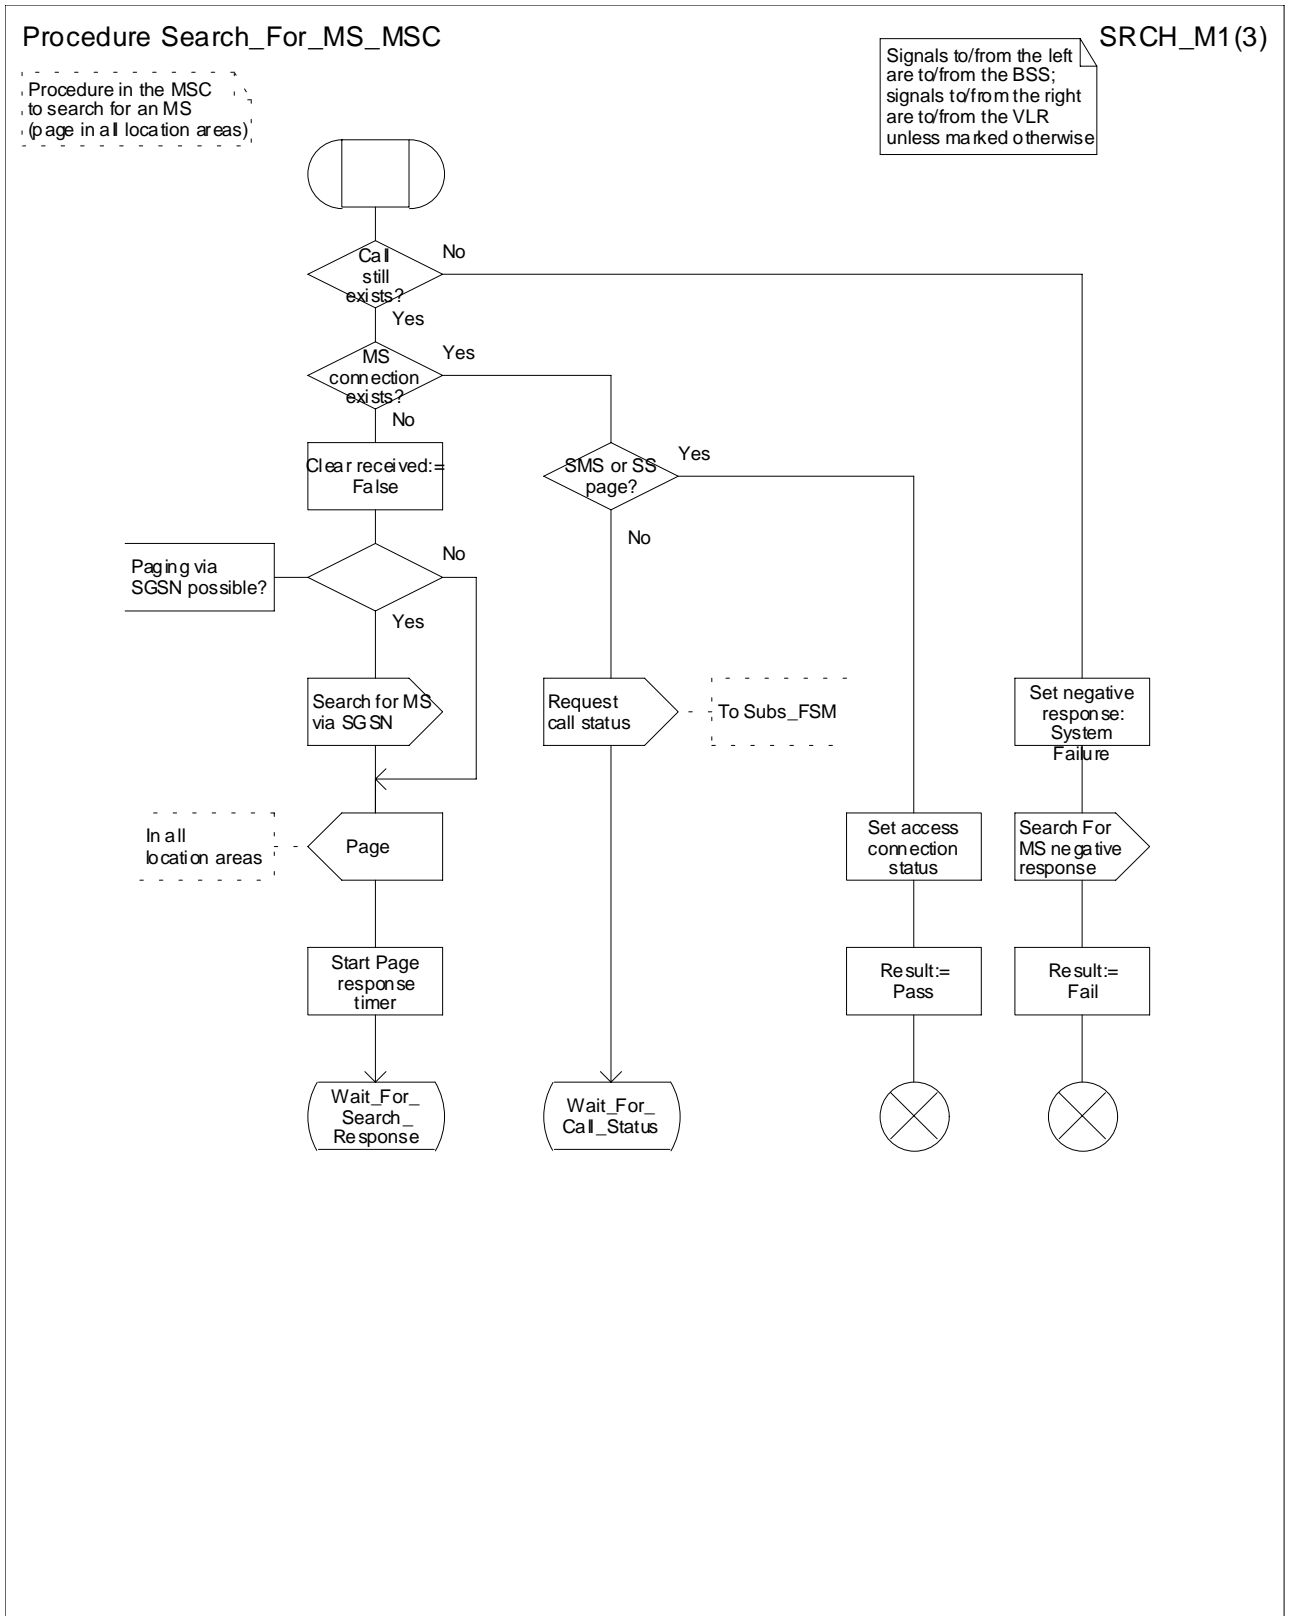 Procedure Search_For_MS_MSC
SRCH_M1(3)
Procedure in the MSC
to search for an MS
(page in all location areas)
Signals to/from the left
are to/from the BSS;
signals to/from the right
are to/from the VLR
unless marked otherwise
Call
still
exists?
No
Yes
MS
connection
exists?
Yes
No
Clear received:=
False
SMS or SS
page?
Yes
No
Paging via
SGSN possible?
No
Yes
Search for MS
via SGSN
Request
call status
To Subs_FSM
Set negative
response:
System
Failure
In all
location areas
Page
Set access
connection
status
Search For
MS negative
response
Start Page
response
timer
Result:=
Pass
Result:=
Fail
Wait_For_
Search_
Response
Wait_For_
Call_Status